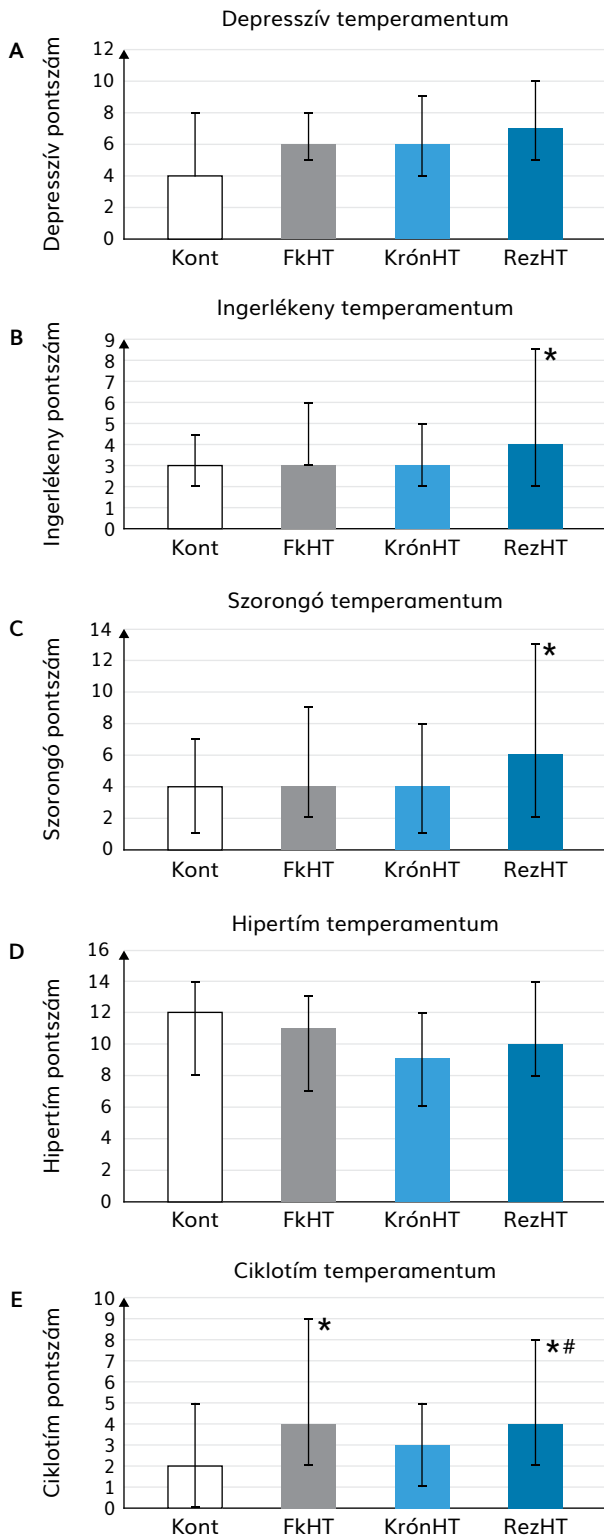 Depresszív temperamentum
A
Depresszív pontszám
12
10
8
6
4
2
0
Kont FkHT KrónHT RezHT
Ingerlékeny temperamentum
B
Ingerlékeny pontszám
9
8
7
6
5
4
3
2
1
0
*
Kont FkHT KrónHT RezHT
Szorongó temperamentum
C
Szorongó pontszám
14
12
10
8
6
4
2
0
*
Kont FkHT KrónHT RezHT
Hipertím temperamentum
D
Hipertím pontszám
16
14
12
10
8
6
4
2
0
Kont FkHT KrónHT RezHT
Ciklotím temperamentum
E
Ciklotím pontszám
10
9
8
7
6
5
4
3
2
1
0
*
* #
Kont FkHT KrónHT RezHT